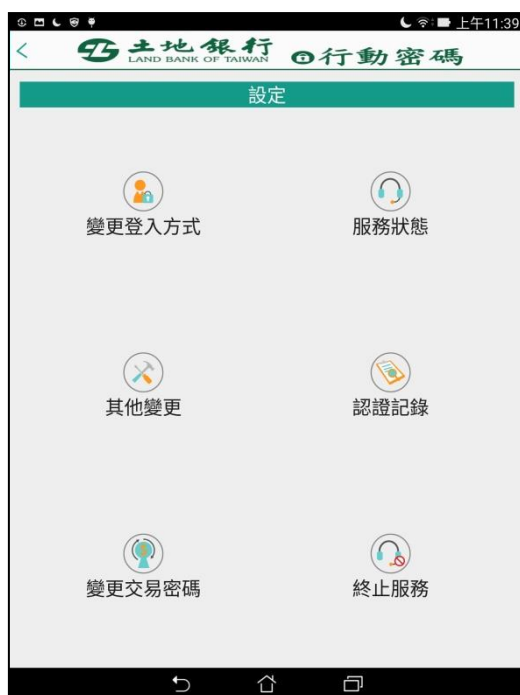 上午11:39
土地銀行 行動密碼
LAND BANK OF TAIWAN
設定
變更登入方式 服務狀態
其他變更 認證記錄
變更交易密碼 終止服務